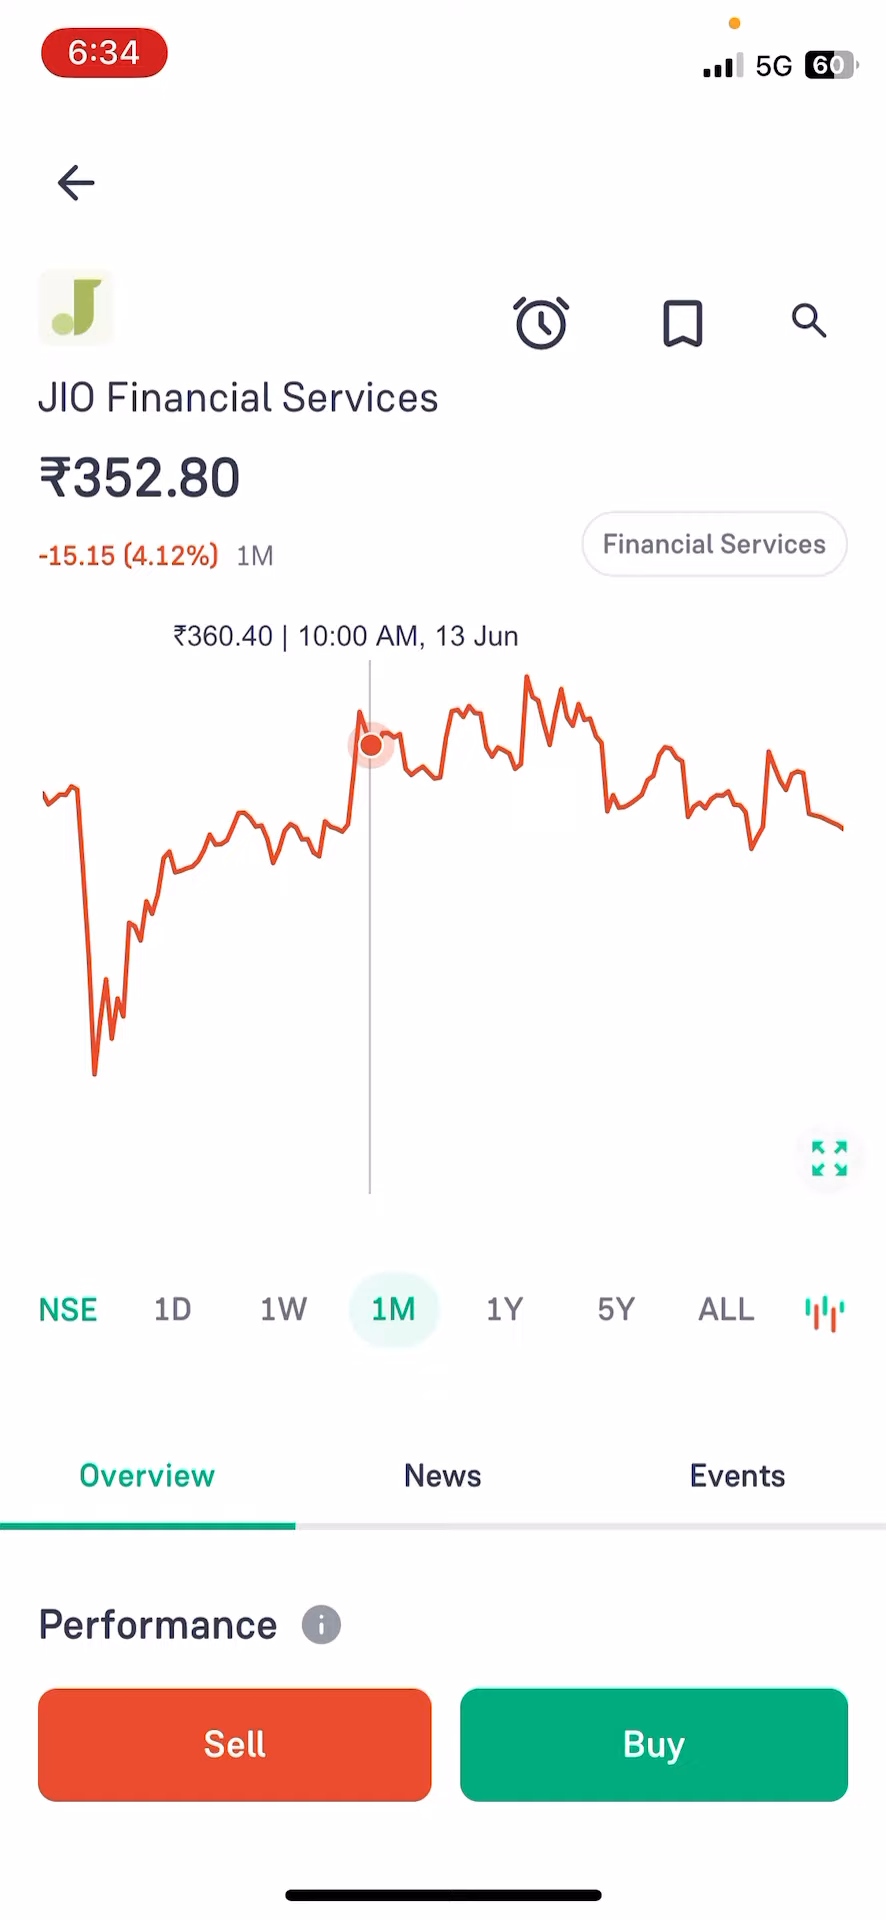 6:34
5G 60
JIO Financial Services
₹352.80
-15.15 (4.12%) 1M
Financial Services
₹360.40 | 10:00 AM, 13 Jun
NSE 1D 1W 1M 1Y 5Y ALL
Overview News Events
Performance i
Sell Buy